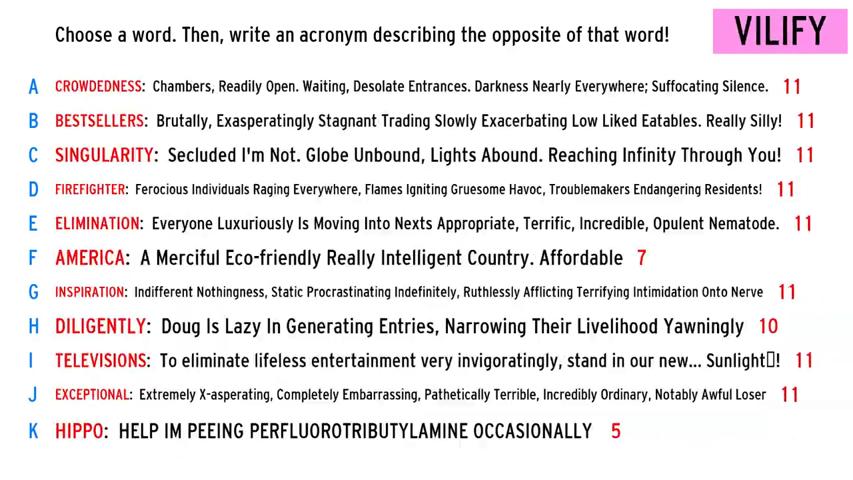 Choose a word. Then, write an acronym describing the opposite of that word!
VILIFY
A CROWDEDNESS: Chambers, Readily Open. Waiting, Desolate Entrances. Darkness Nearly Everywhere; Suffocating Silence. 11
B BESTSELLERS: Brutally, Exasperatingly Stagnant Trading Slowly Exacerbating Low Liked Eatables. Really Silly! 11
C SINGULARITY: Secluded I'm Not. Globe Unbound, Lights Abound. Reaching Infinity Through You! 11
D FIREFIGHTER: Ferocious Individuals Raging Everywhere, Flames Igniting Gruesome Havoc, Troublemakers Endangering Residents! 11
E ELIMINATION: Everyone Luxuriously Is Moving Into Nexts Appropriate, Terrific, Incredible, Opulent Nematode. 11
F AMERICA: A Merciful Eco-friendly Really Intelligent Country. Affordable 7
G INSPIRATION: Indifferent Nothingness, Static Procrastinating Indefinitely, Ruthlessly Afflicting Terrifying Intimidation Onto Nerve 11
H DILIGENTLY: Doug Is Lazy In Generating Entries, Narrowing Their Livelihood Yawningly 10
I TELEVISIONS: To eliminate lifeless entertainment very invigoratingly, stand in our new... Sunlight▯! 11
J EXCEPTIONAL: Extremely X-asperating, Completely Embarrassing, Pathetically Terrible, Incredibly Ordinary, Notably Awful Loser 11
K HIPPO: HELP IM PEEING PERFLUOROTRIBUTYLAMINE OCCASIONALLY 5